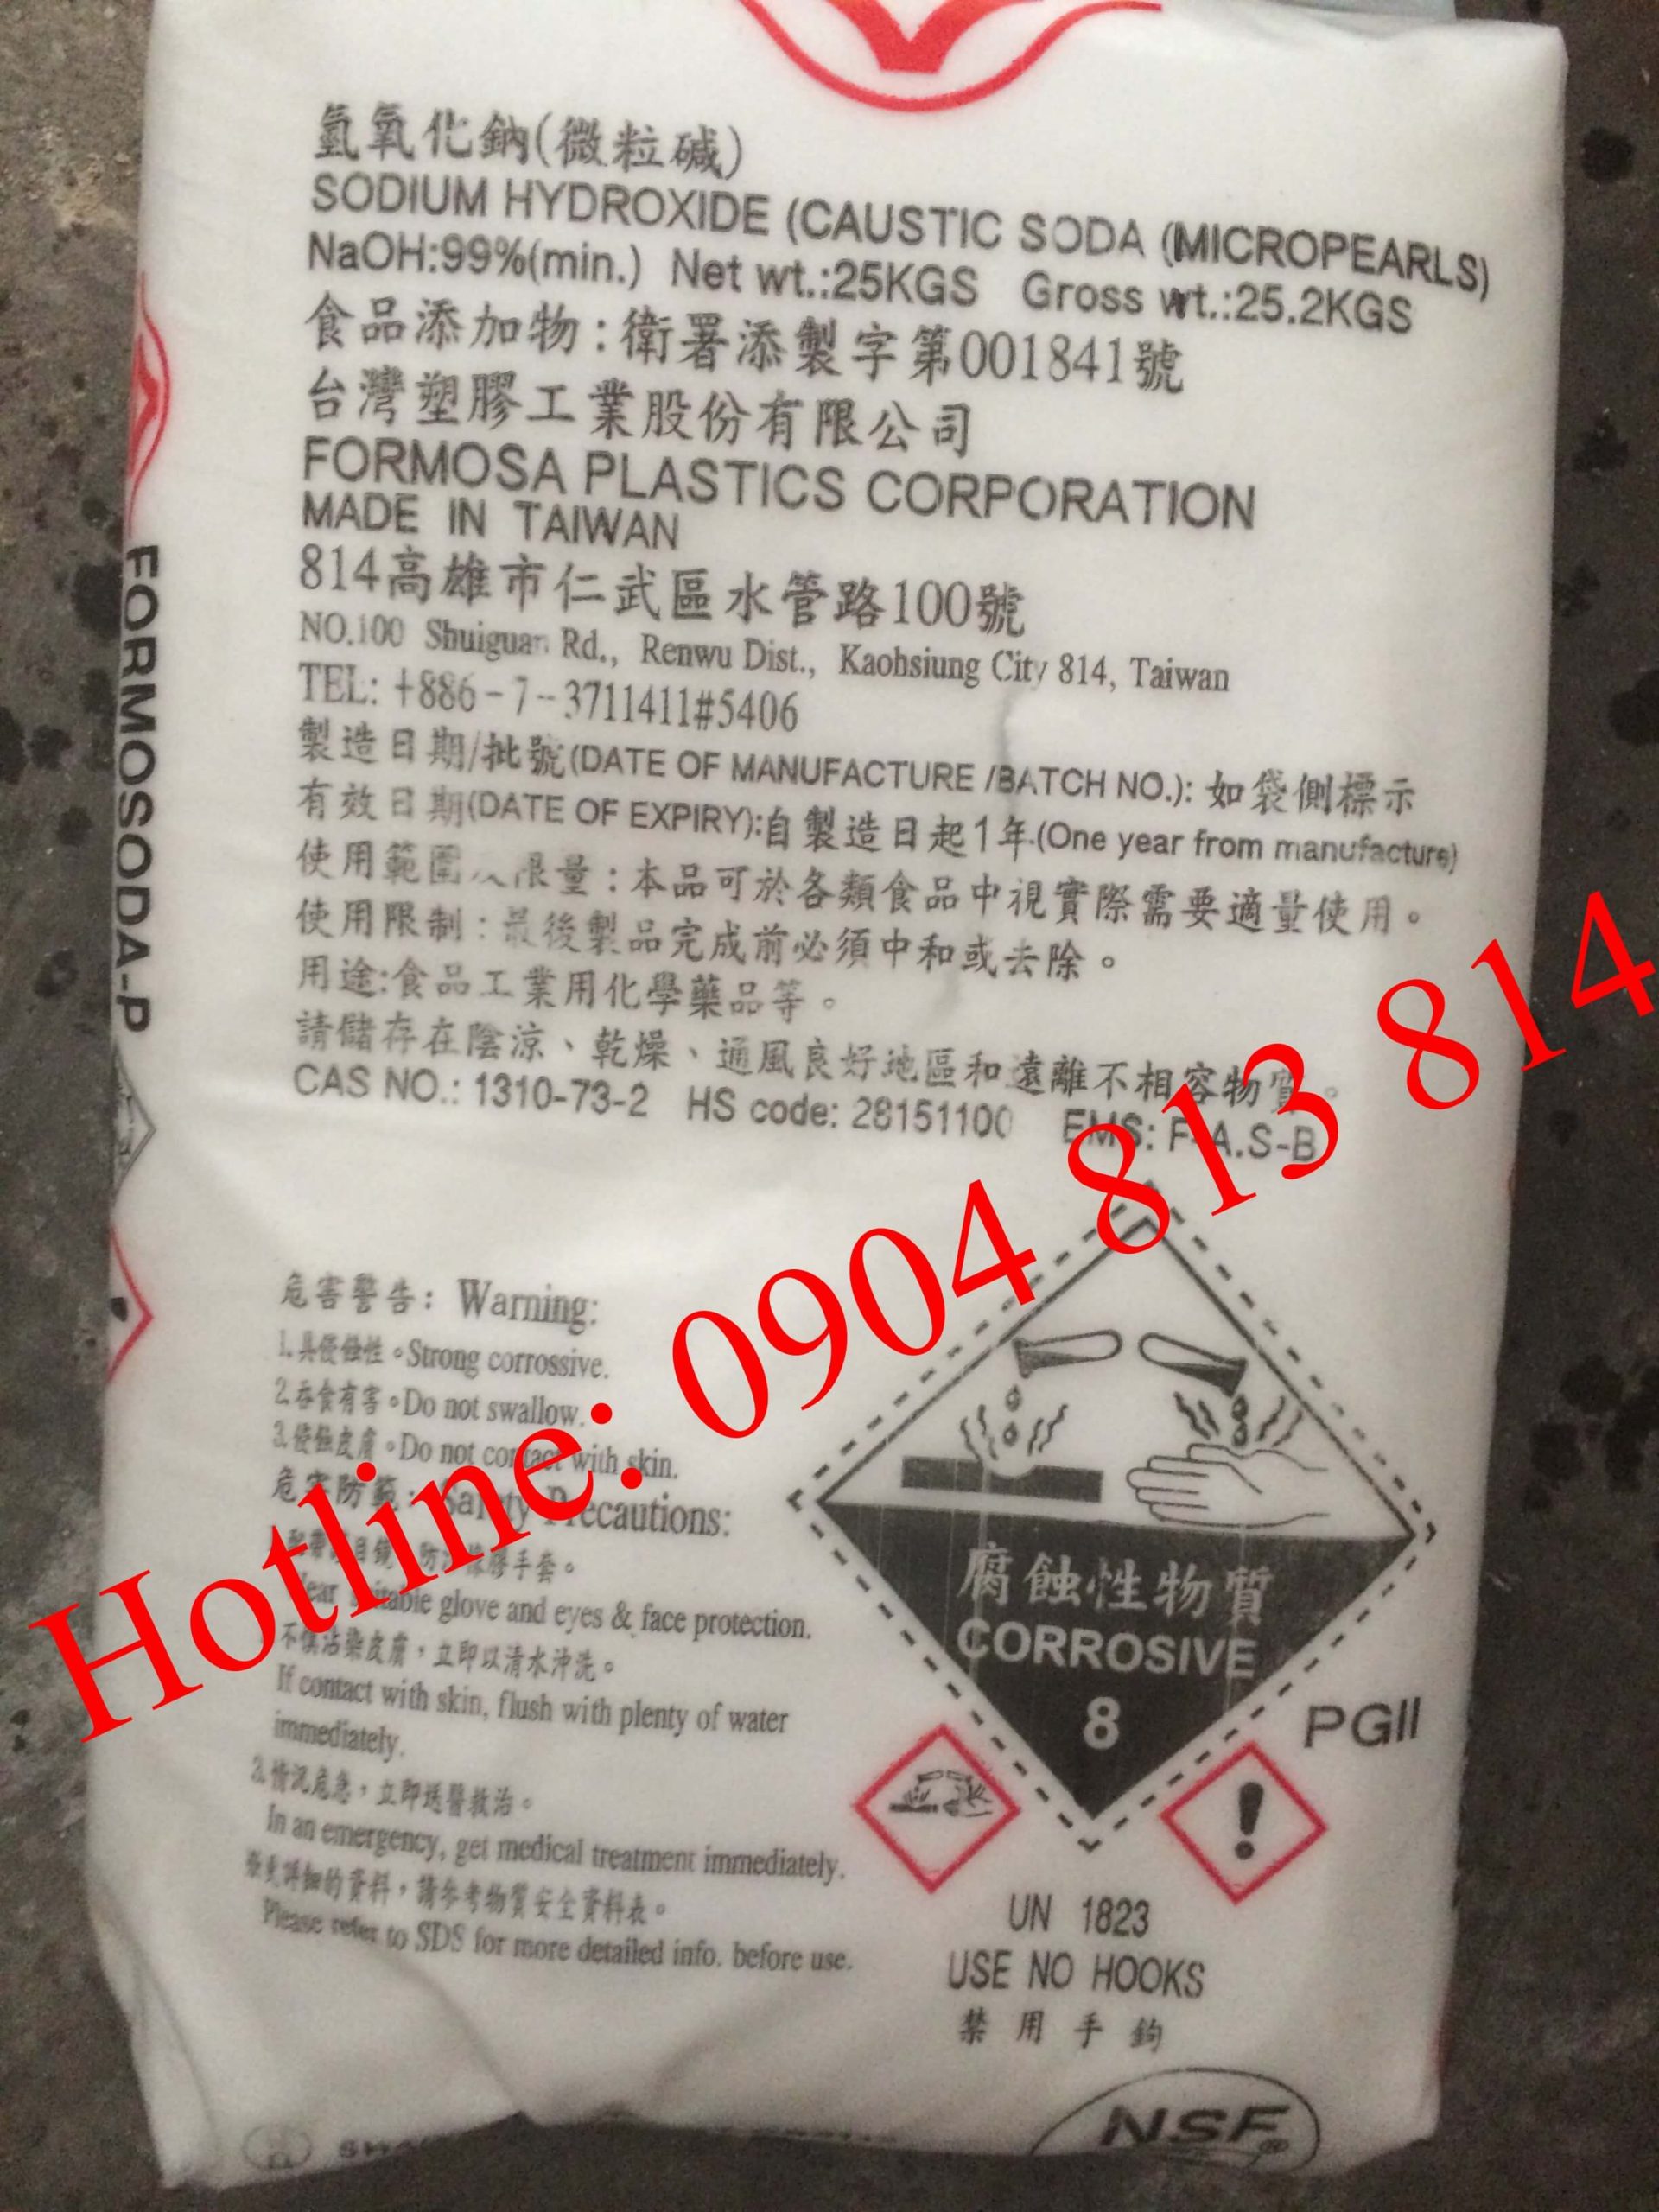 氫氧化鈉(微粒碱)
SODIUM HYDROXIDE (CAUSTIC SODA (MICROPEARLS)
NaOH:99%(min.) Net wt.:25KGS Gross wt.:25.2KGS
食品添加物:衛署添製字第001841號
台灣塑膠工業股份有限公司
FORMOSA PLASTICS CORPORATION
MADE IN TAIWAN
814高雄市仁武區水管路100號
NO.100 Shuiguan Rd., Renwu Dist., Kaohsiung City 814, Taiwan
TEL: +886-7-3711411#5406
製造日期/批號(DATE OF MANUFACTURE /BATCH NO.): 如袋側標示
有效日期(DATE OF EXPIRY):自製造日起1年(One year from manufacture)
使用範圍 限量:本品可於各類食品中視實際需要適量使用。
使用限制:最後製品完成前必須中和或去除。
用途:食品工業用化學藥品等。
請儲存在陰涼、乾燥、通風良好地區和遠離不相容物質。
CAS NO.: 1310-73-2 HS code: 28151100 EMS: F-A.S-B
FORMOSODA-P
Hotline: 0904 813 814
危害警告: Warning:
1.具侵蝕性。Strong corrossive.
2.吞食有害。Do not swallow.
3.侵蝕皮膚。Do not contact with skin.
危害防範: Safety Precautions:
手套。
Wear suitable glove and eyes & face protection.
不慎沾染皮膚,立即以清水沖洗。
If contact with skin, flush with plenty of water
immediately.
3.情況危急,立即送醫救治。
In an emergency, get medical treatment immediately.
更詳細的資料,請參考物質安全資料表。
Please refer to SDS for more detailed info. before use.
腐蝕性物質
CORROSIVE
8
PGII
UN 1823
USE NO HOOKS
禁用手鉤
NSF